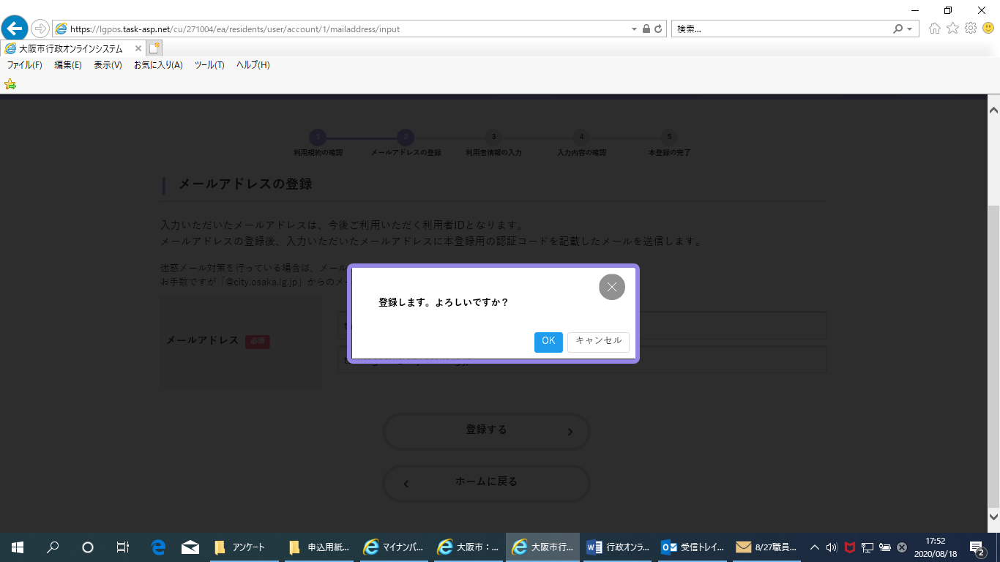 https://lgpos.task-asp.net/cu/271004/ea/residents/user/account/1/mailaddress/input
検索...
大阪市行政オンラインシステム
ファイル(F) 編集(E) 表示(V) お気に入り(A) ツール(T) ヘルプ(H)
1 2 3 4 5
利用規約の確認 メールアドレスの登録 利用者情報の入力 入力内容の確認 本登録の完了
メールアドレスの登録
入力いただいたメールアドレスは、今後ご利用いただく利用者IDとなります。
メールアドレスの登録後、入力いただいたメールアドレスに本登録用の認証コードを記載したメールを送信します。
迷惑メール対策を行っている場合は、メール
お手数ですが「@city.osaka.lg.jp」からのメー
登録します。よろしいですか？
OK キャンセル
メールアドレス 必須
登録する
ホームに戻る
アンケート 申込用紙... マイナンバ... 大阪市：... 大阪市行... 行政オンラ... 受信トレイ... 8/27職員...
17:52
2020/08/18
2